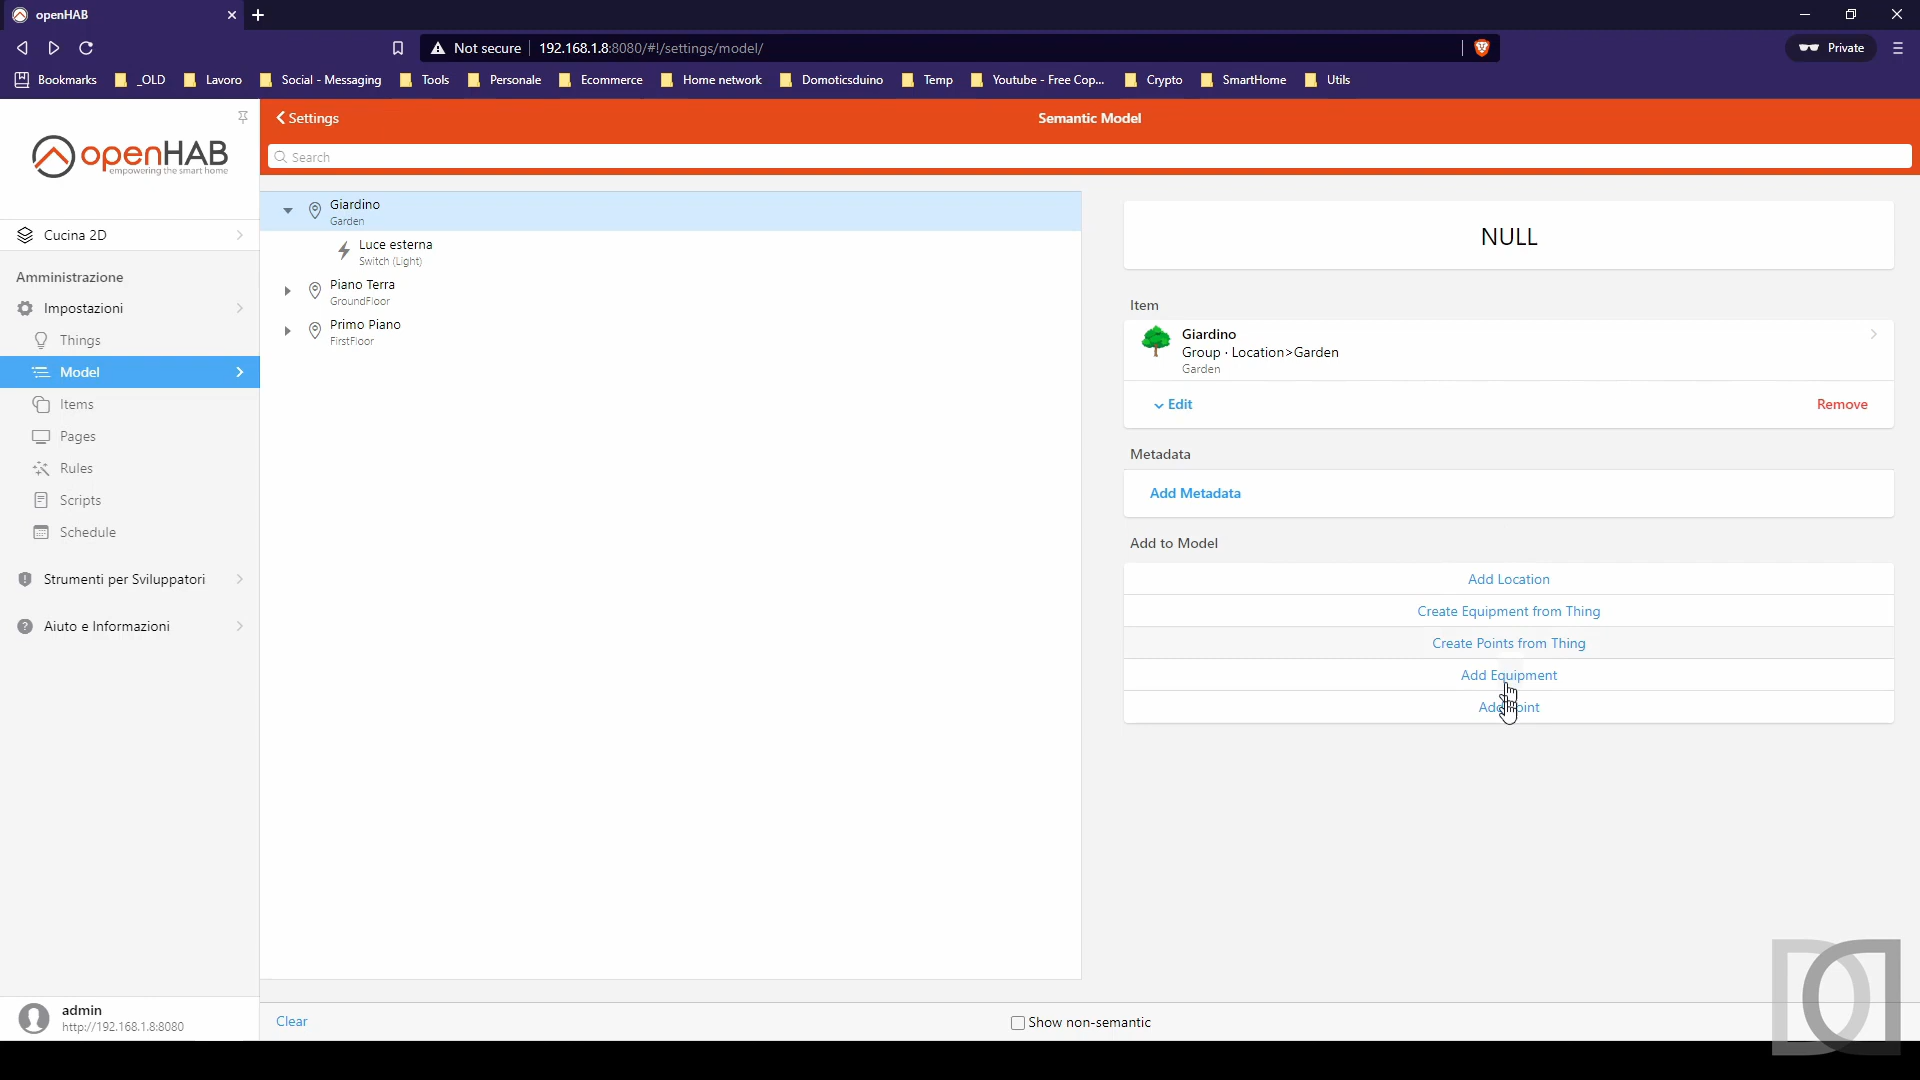 openHAB
Not secure
192.168.1.8:8080/#!/settings/model/
Private
Bookmarks
_OLD
Lavoro
Social - Messaging
Tools
Personale
Ecommerce
Home network
Domoticsduino
Temp
Youtube - Free Cop...
Crypto
SmartHome
Utils
openHAB
empowering the smart home
Cucina 2D
Amministrazione
Impostazioni
Things
Model
Items
Pages
Rules
Scripts
Schedule
Strumenti per Sviluppatori
Aiuto e Informazioni
admin
http://192.168.1.8:8080
Settings
Semantic Model
Search
Giardino
Garden
Luce esterna
Switch (Light)
Piano Terra
GroundFloor
Primo Piano
FirstFloor
NULL
Item
Giardino
Group · Location>Garden
Garden
Edit
Remove
Metadata
Add Metadata
Add to Model
Add Location
Create Equipment from Thing
Create Points from Thing
Add Equipment
Add Point
Clear
Show non-semantic